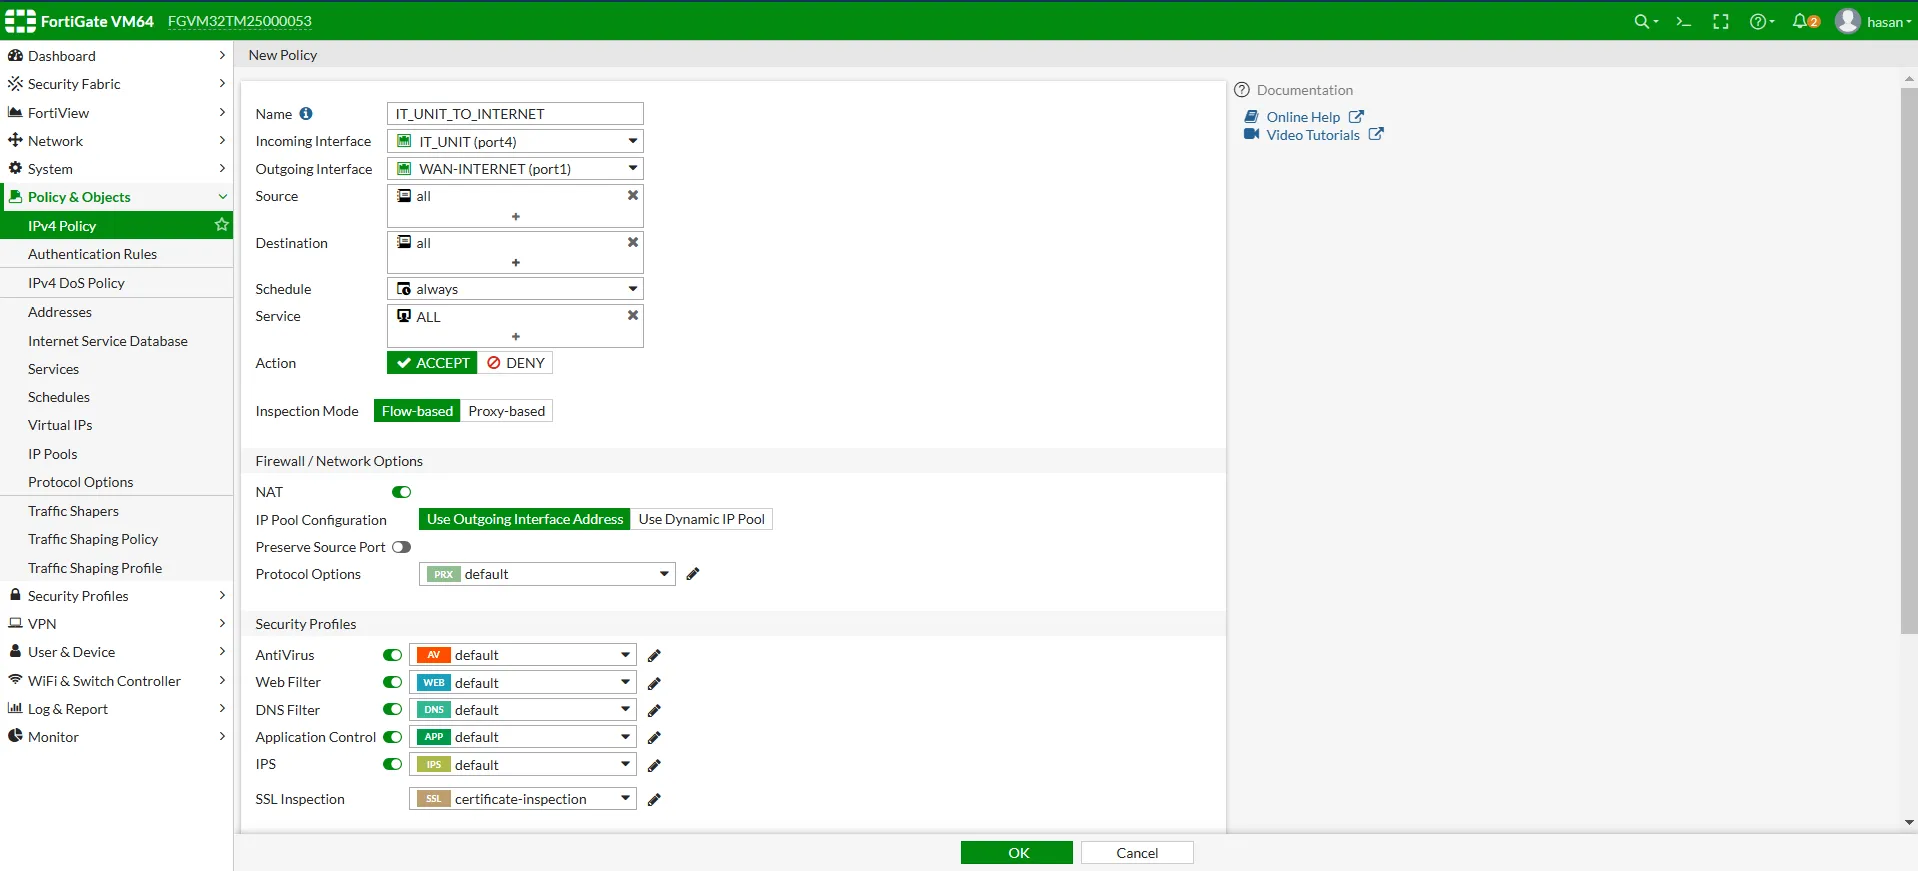 FortiGate VM64 FGVM32TM25000053 2 hasan
Dashboard
Security Fabric
FortiView
Network
System
Policy & Objects
IPv4 Policy
Authentication Rules
IPv4 DoS Policy
Addresses
Internet Service Database
Services
Schedules
Virtual IPs
IP Pools
Protocol Options
Traffic Shapers
Traffic Shaping Policy
Traffic Shaping Profile
Security Profiles
VPN
User & Device
WiFi & Switch Controller
Log & Report
Monitor
New Policy
Name IT_UNIT_TO_INTERNET
Incoming Interface IT_UNIT (port4)
Outgoing Interface WAN-INTERNET (port1)
Source all
+
Destination all
+
Schedule always
Service ALL
+
Action ACCEPT DENY
Inspection Mode Flow-based Proxy-based
Firewall / Network Options
NAT
IP Pool Configuration Use Outgoing Interface Address Use Dynamic IP Pool
Preserve Source Port
Protocol Options PRX default
Security Profiles
AntiVirus AV default
Web Filter WEB default
DNS Filter DNS default
Application Control APP default
IPS IPS default
SSL Inspection SSL certificate-inspection
OK Cancel
Documentation
Online Help
Video Tutorials